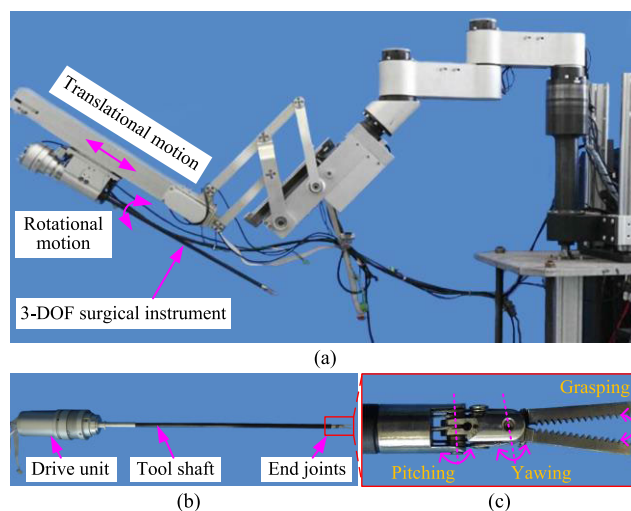 Translational motion
Rotational
motion
3-DOF surgical instrument
(a)
Grasping
Drive unit
Tool shaft
End joints
Pitching
Yawing
(b)
(c)